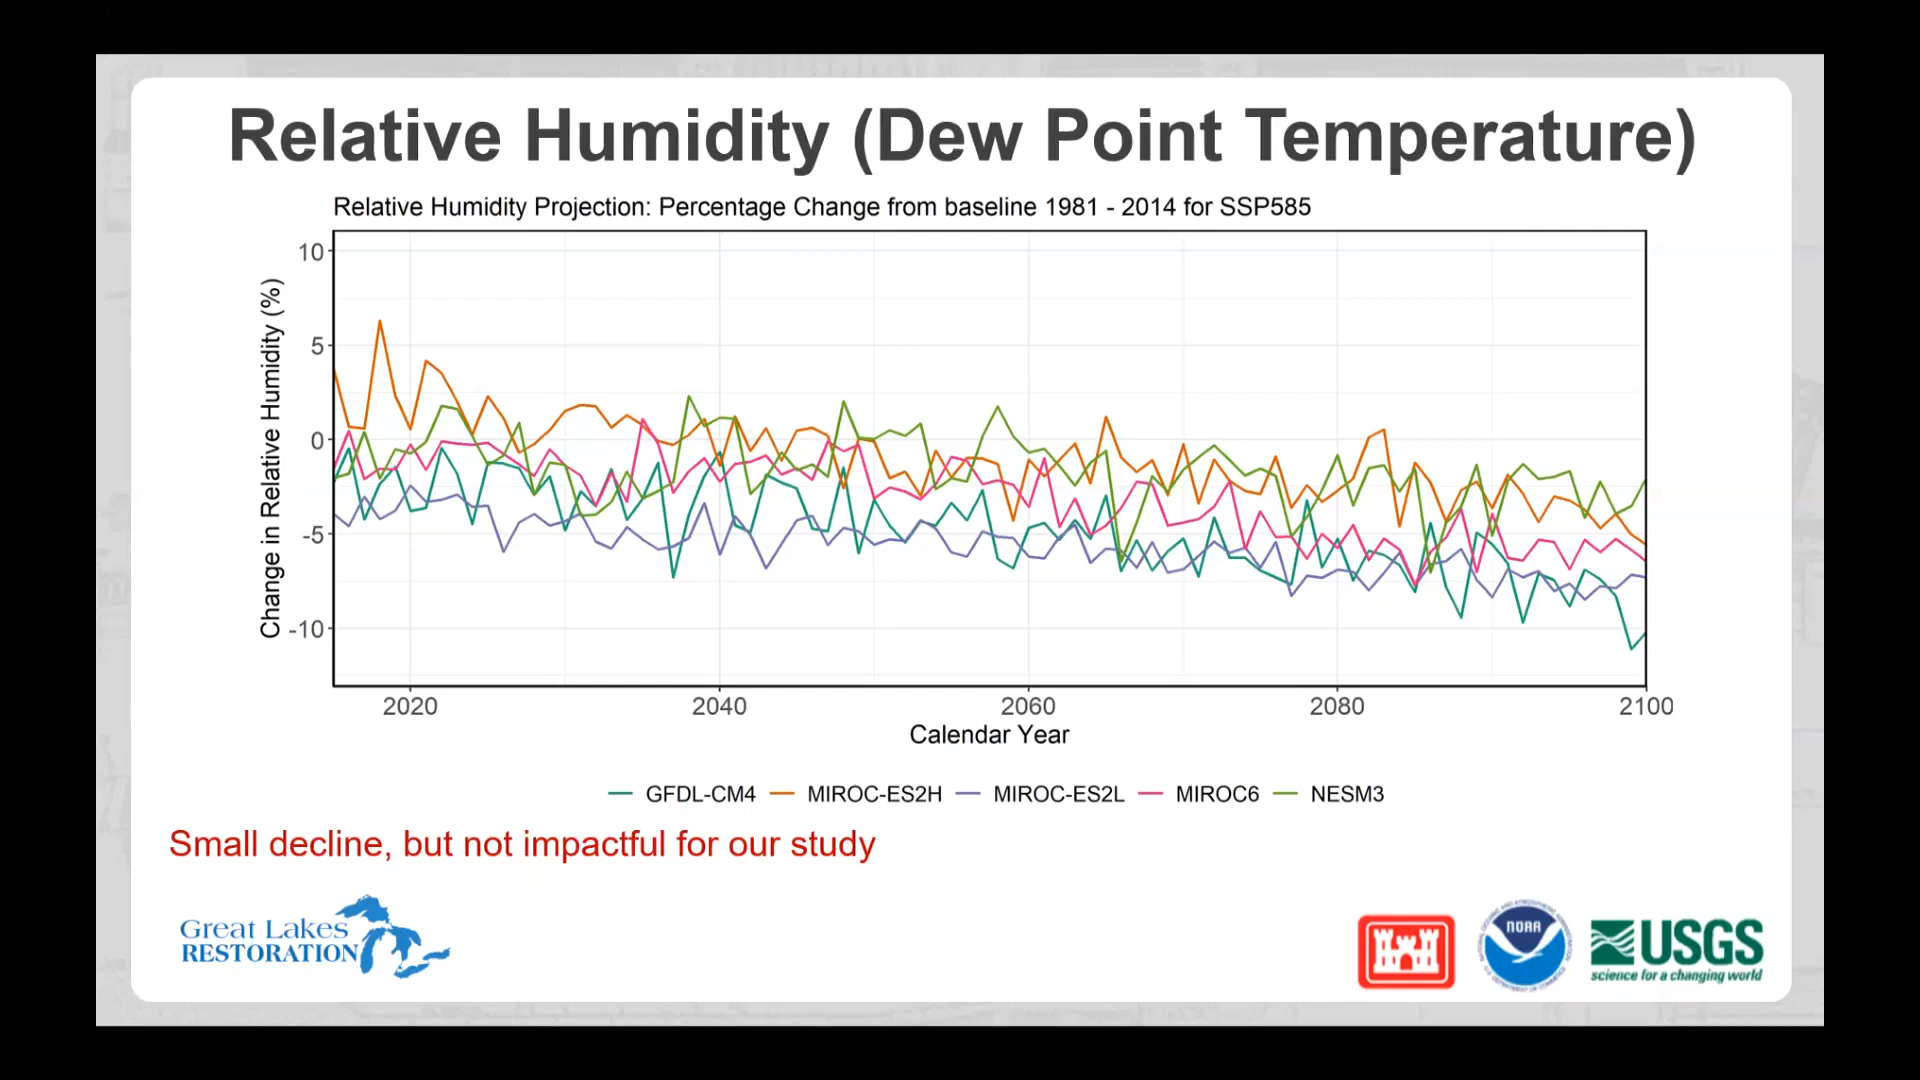 Relative Humidity (Dew Point Temperature)
Relative Humidity Projection: Percentage Change from baseline 1981 - 2014 for SSP585
Change in Relative Humidity (%)
10
5
0
-5
-10
2020 2040 2060 2080 2100
Calendar Year
GFDL-CM4 MIROC-ES2H MIROC-ES2L MIROC6 NESM3
Small decline, but not impactful for our study
Great Lakes
RESTORATION
NOAA
USGS
science for a changing world